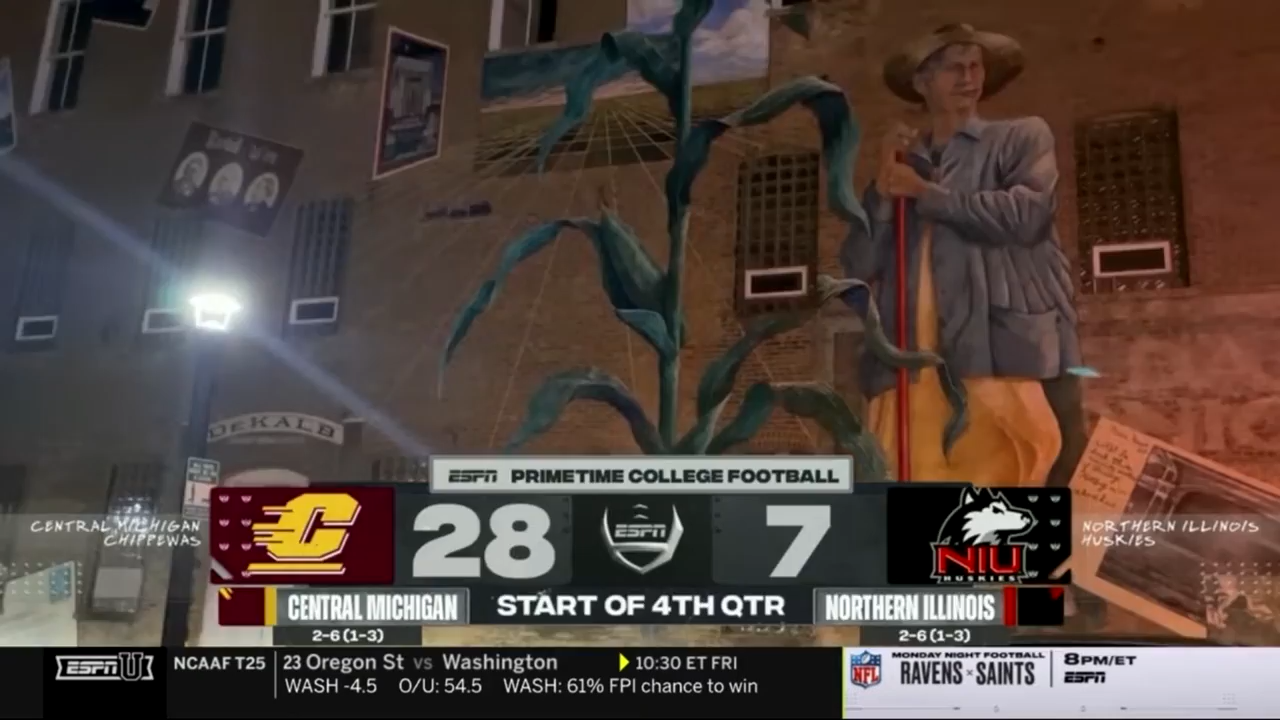 DEKALB
ESPN PRIMETIME COLLEGE FOOTBALL
CENTRAL MICHIGAN
CHIPPEWAS
C
28
ESPN
7
NIU
HUSKIES
NORTHERN ILLINOIS
HUSKIES
CENTRAL MICHIGAN
START OF 4TH QTR
NORTHERN ILLINOIS
2-6 (1-3)
2-6 (1-3)
ESPNU
NCAAF T25
23 Oregon St vs Washington
10:30 ET FRI
WASH -4.5 O/U: 54.5 WASH: 61% FPI chance to win
NFL
MONDAY NIGHT FOOTBALL
RAVENS x SAINTS
8PM/ET
ESPN